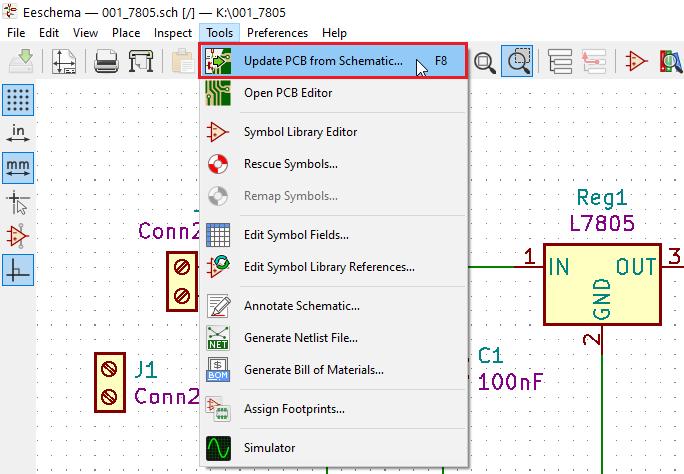 Eeschema — 001_7805.sch [/] — K:\001_7805
File Edit View Place Inspect Tools Preferences Help
Update PCB from Schematic... F8
Open PCB Editor
in
Symbol Library Editor
mm
Rescue Symbols...
Remap Symbols...
Reg1
L7805
Conn2
Edit Symbol Fields...
1
3
IN OUT
Edit Symbol Library References...
GND
Annotate Schematic...
2
NET
Generate Netlist File...
C1
100nF
J1
Conn2
BOM
Generate Bill of Materials...
Assign Footprints...
Simulator